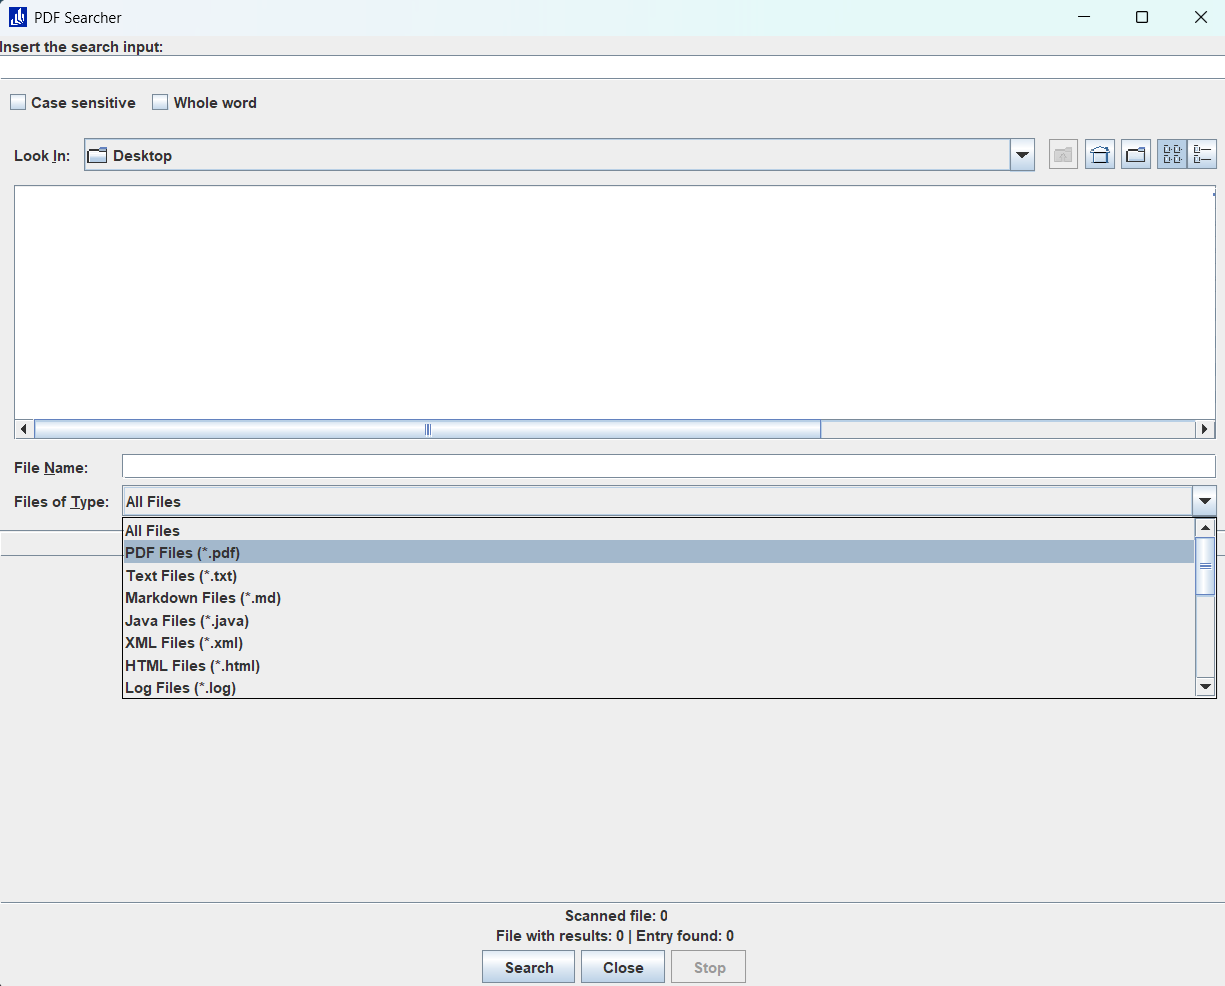 PDF Searcher
Insert the search input:
Case sensitive Whole word
Look In: Desktop
File Name:
Files of Type: All Files
All Files
PDF Files (*.pdf)
Text Files (*.txt)
Markdown Files (*.md)
Java Files (*.java)
XML Files (*.xml)
HTML Files (*.html)
Log Files (*.log)
Scanned file: 0
File with results: 0 | Entry found: 0
Search Close Stop